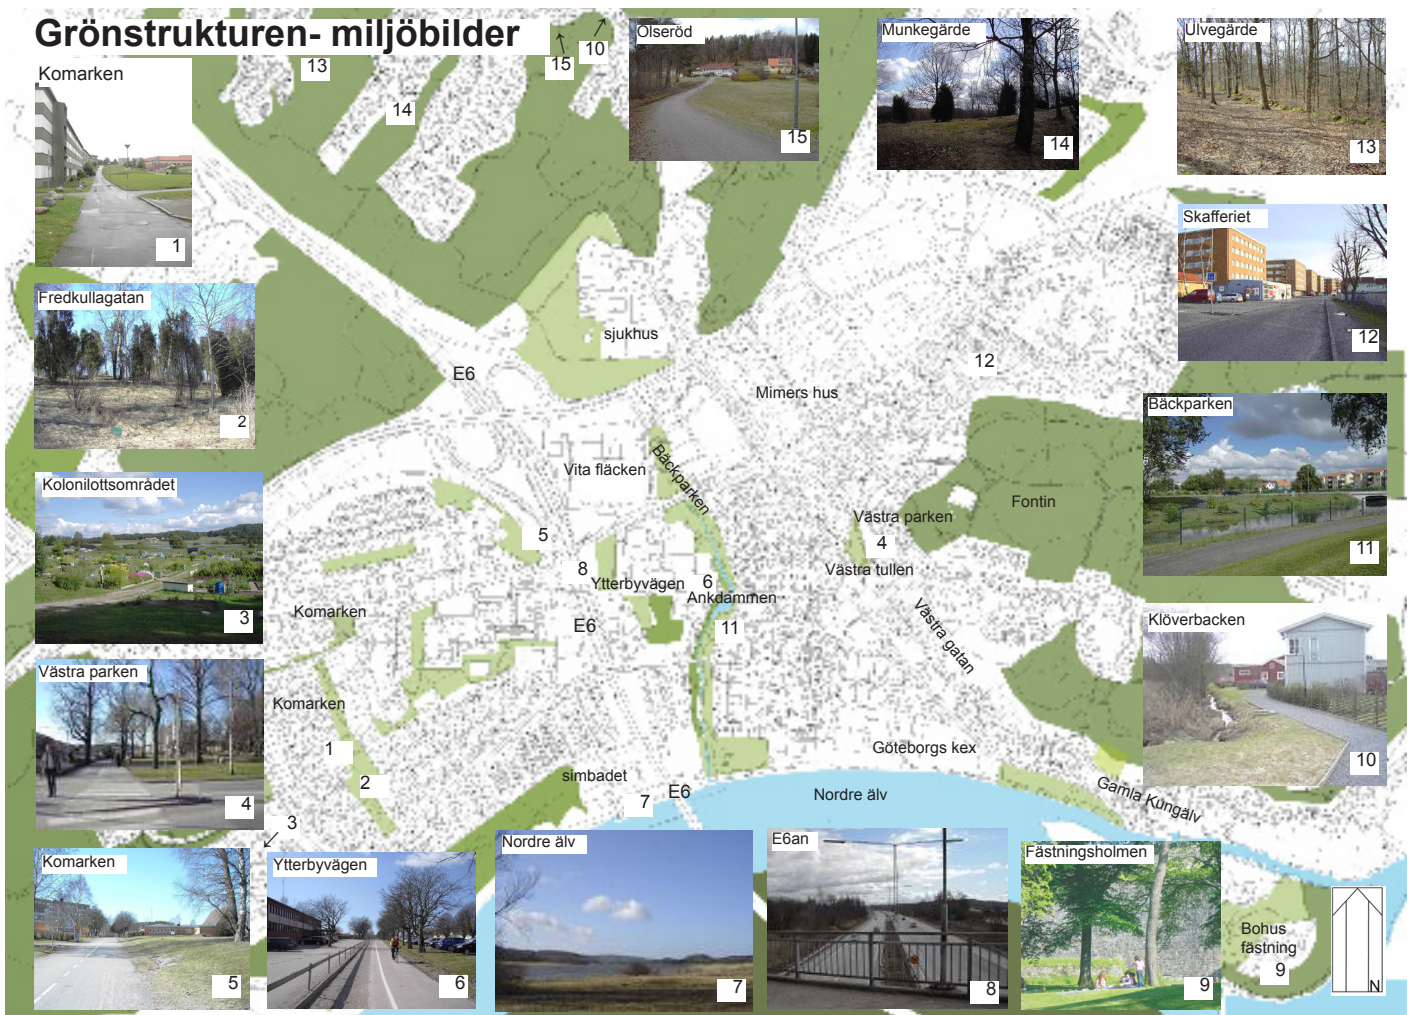 Grönstrukturen- miljöbilder
Komarken
1
Fredkullagatan
2
Kolonilottsområdet
3
Västra parken
4
Komarken
5
Ytterbyvägen
6
Nordre älv
7
E6an
8
Fästningsholmen
9
Klöverbacken
10
Bäckparken
11
Skafferiet
12
Ulvegärde
13
Munkegärde
14
Olseröd
15
13
14
15
10
sjukhus
E6
12
Mimers hus
Vita fläcken
Bäckparken
Fontin
Västra parken
4
Västra tullen
5
8
Ytterbyvägen
6
Ankdammen
Komarken
E6
11
Västra gatan
Komarken
1
2
Göteborgs kex
simbadet
E6
7
Nordre älv
Gamla Kungälv
3
Bohus
fästning
9
N